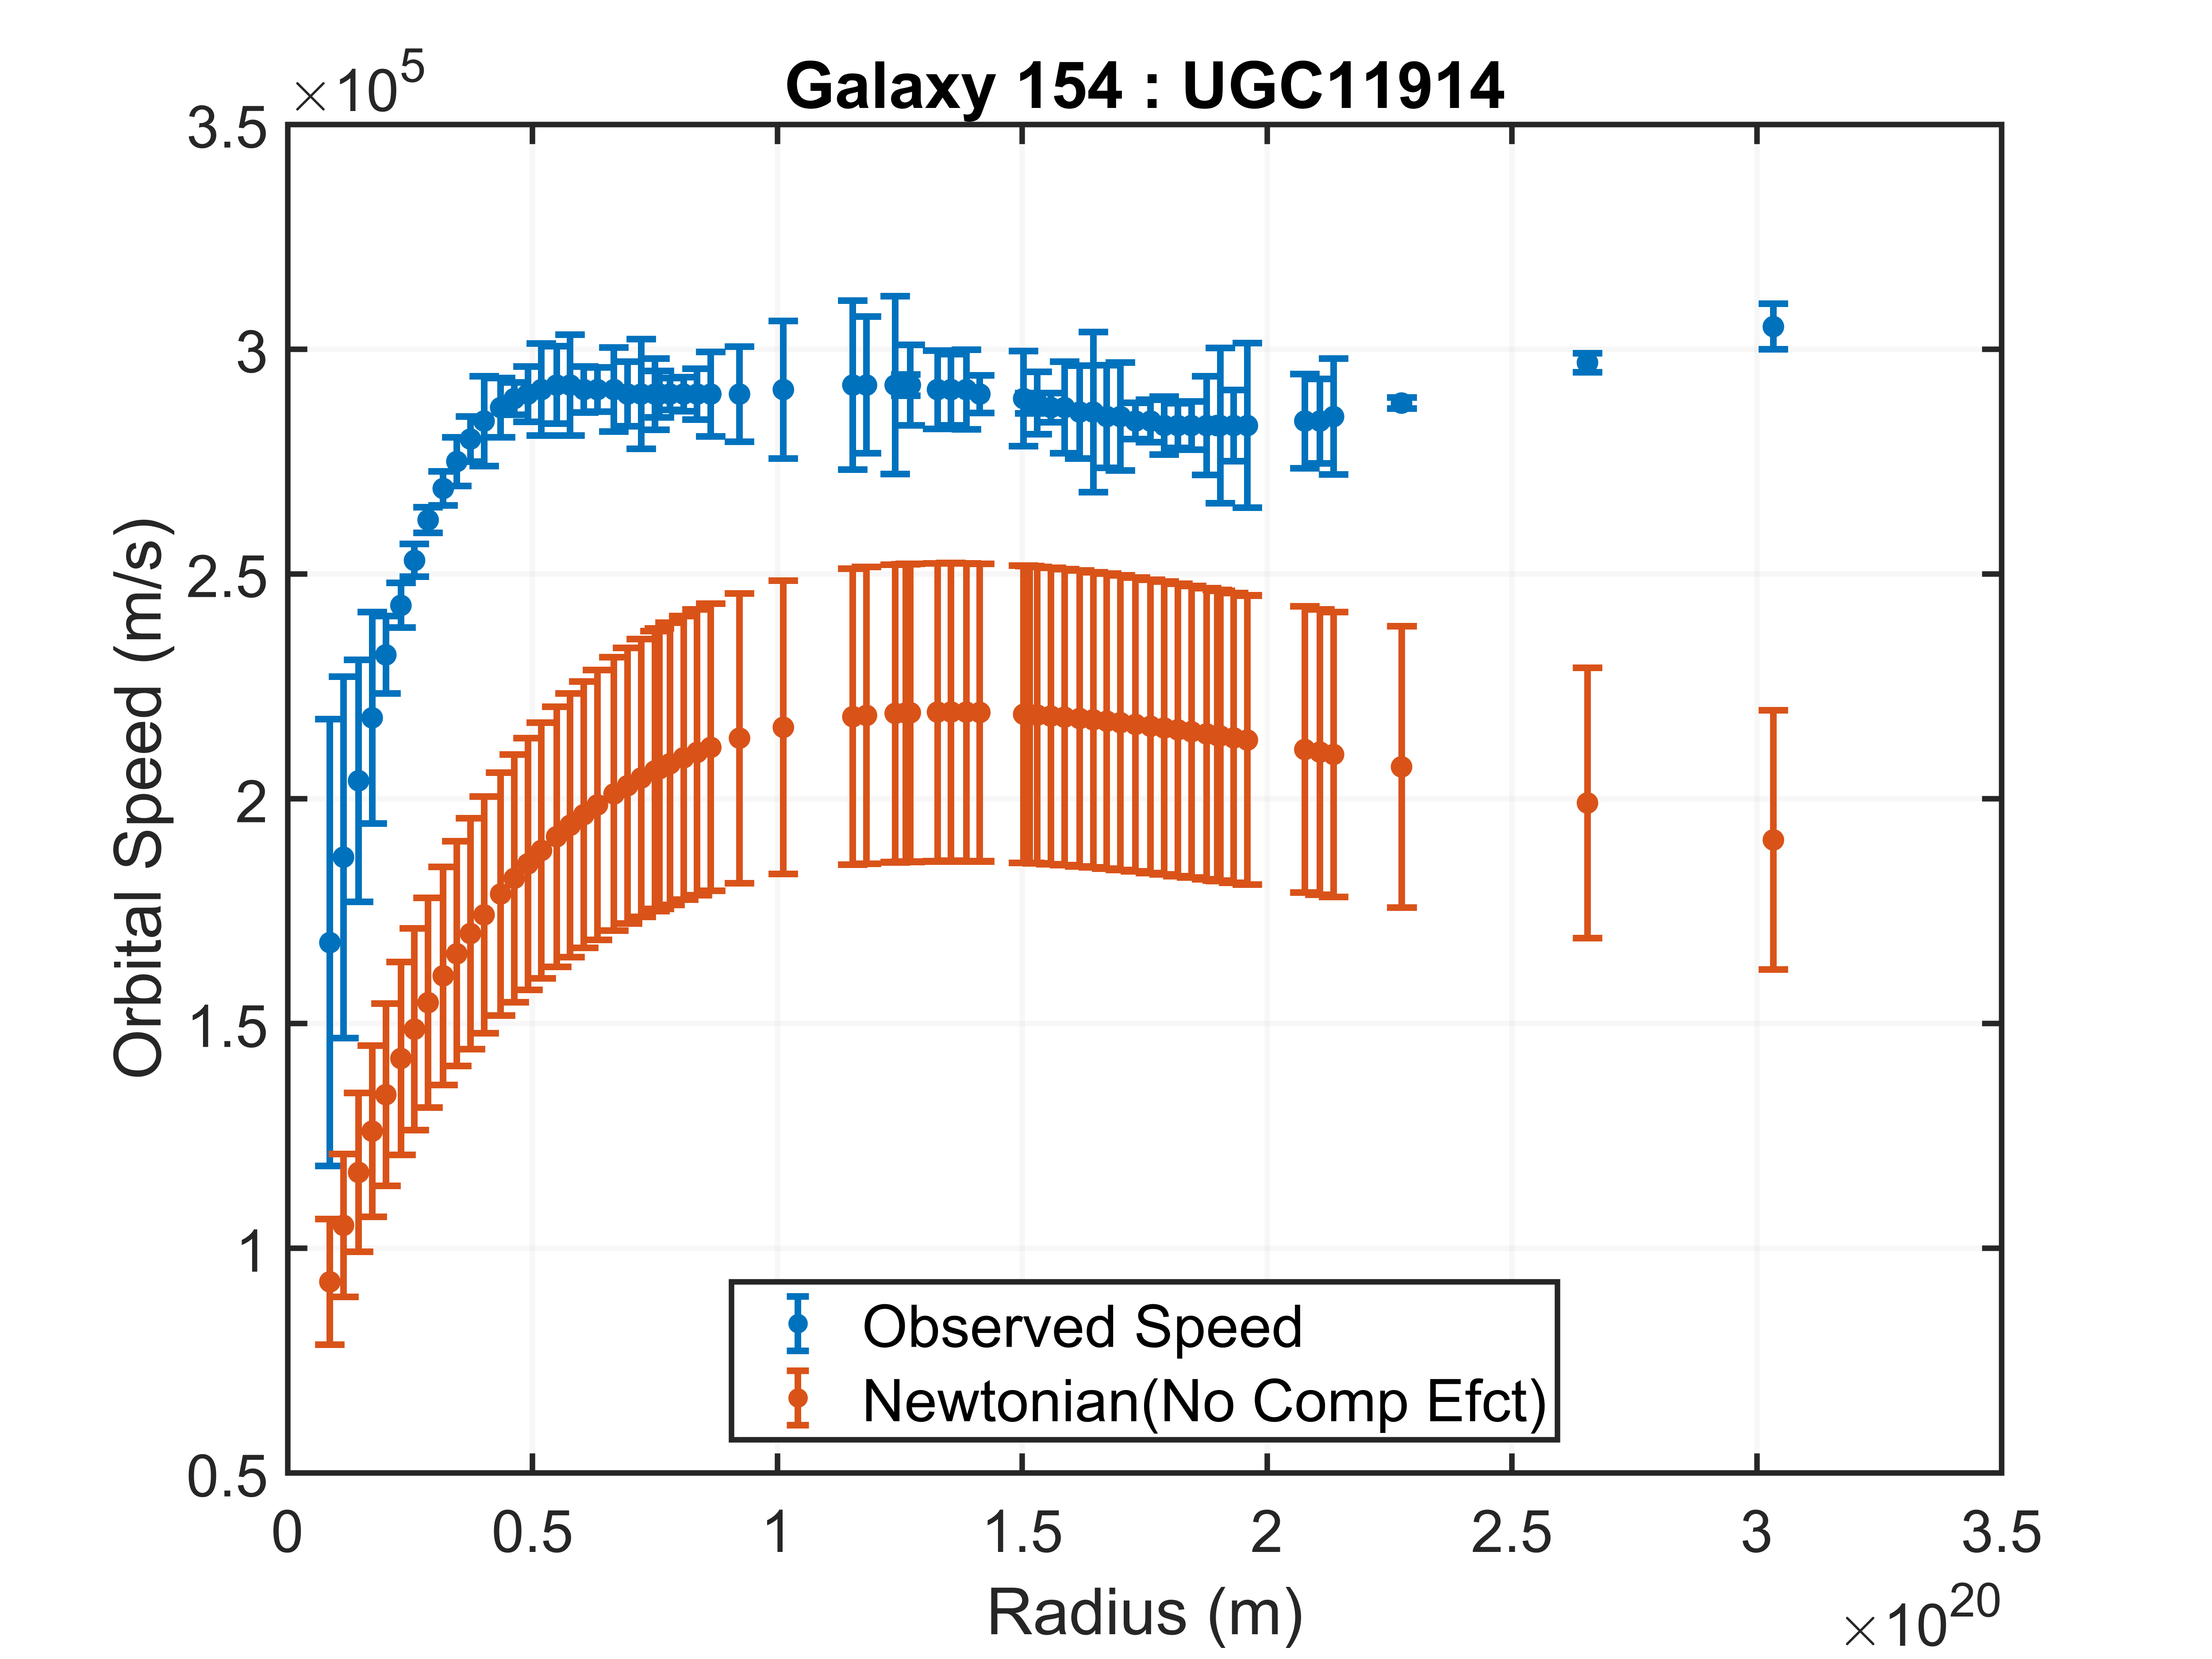 Galaxy 154 : UGC11914
×10^5
3.5
3
2.5
2
1.5
1
0.5
Orbital Speed (m/s)
Observed Speed
Newtonian(No Comp Efct)
0 0.5 1 1.5 2 2.5 3 3.5
Radius (m)
×10^20